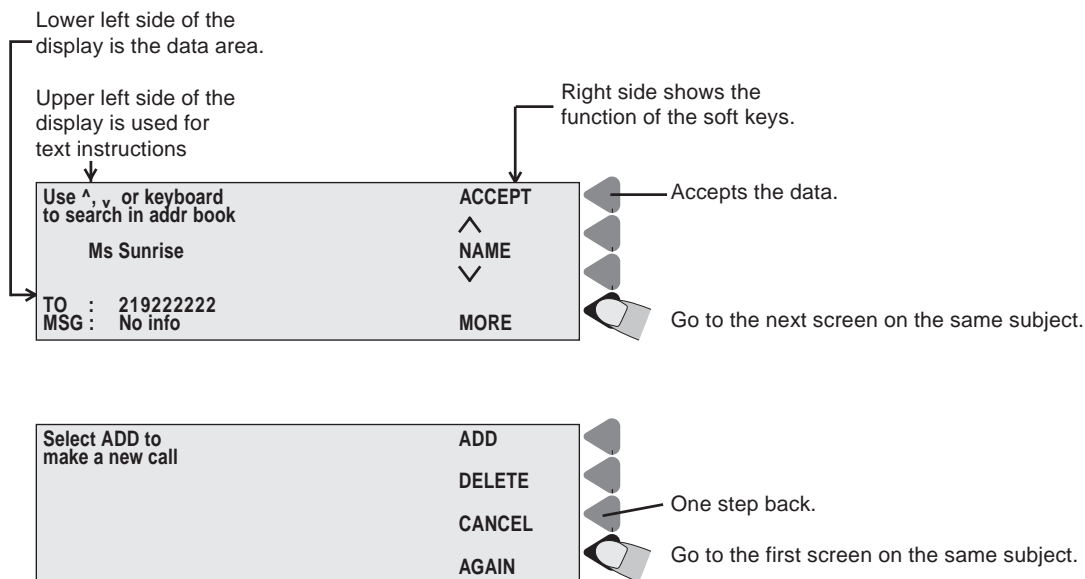 Lower left side of the
display is the data area.
Upper left side of the
display is used for
text instructions
Right side shows the
function of the soft keys.
Use ^, v or keyboard
to search in addr book
Ms Sunrise
TO : 219222222
MSG : No info
ACCEPT
NAME
MORE
Accepts the data.
Go to the next screen on the same subject.
Select ADD to
make a new call
ADD
DELETE
CANCEL
AGAIN
One step back.
Go to the first screen on the same subject.